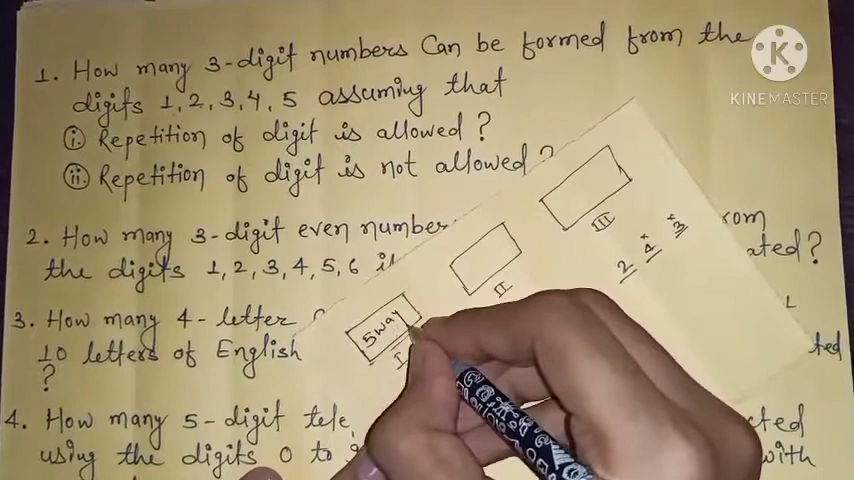 1. How many 3-digit numbers Can be formed from the
digits 1, 2, 3, 4, 5 assuming that
(i). Repetition of digit is allowed?
(ii). Repetition of digit is not allowed?
2. How many 3-digit even number
the digits 1, 2, 3, 4, 5, 6
3. How many 4-letter
10 letters of English
?
4. How many 5-digit tele
using the digits 0 to
with
5 way
I
II
III
2 4 3
K
KINEMASTER